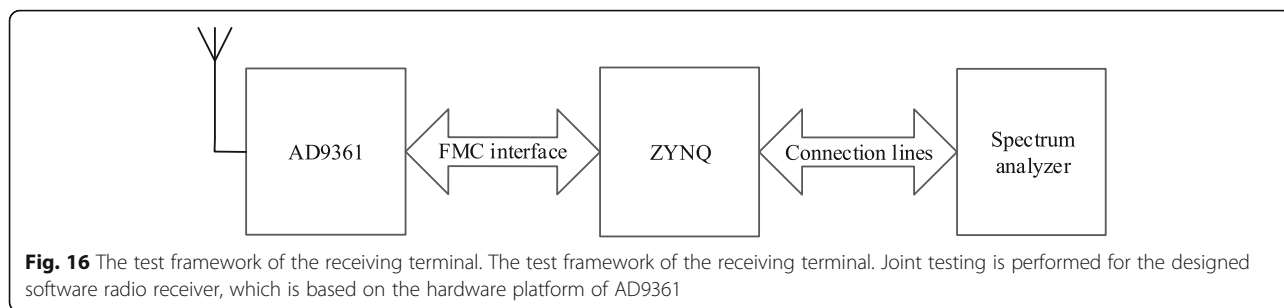 AD9361
FMC interface
ZYNQ
Connection lines
Spectrum
analyzer
Fig. 16 The test framework of the receiving terminal. The test framework of the receiving terminal. Joint testing is performed for the designed
software radio receiver, which is based on the hardware platform of AD9361